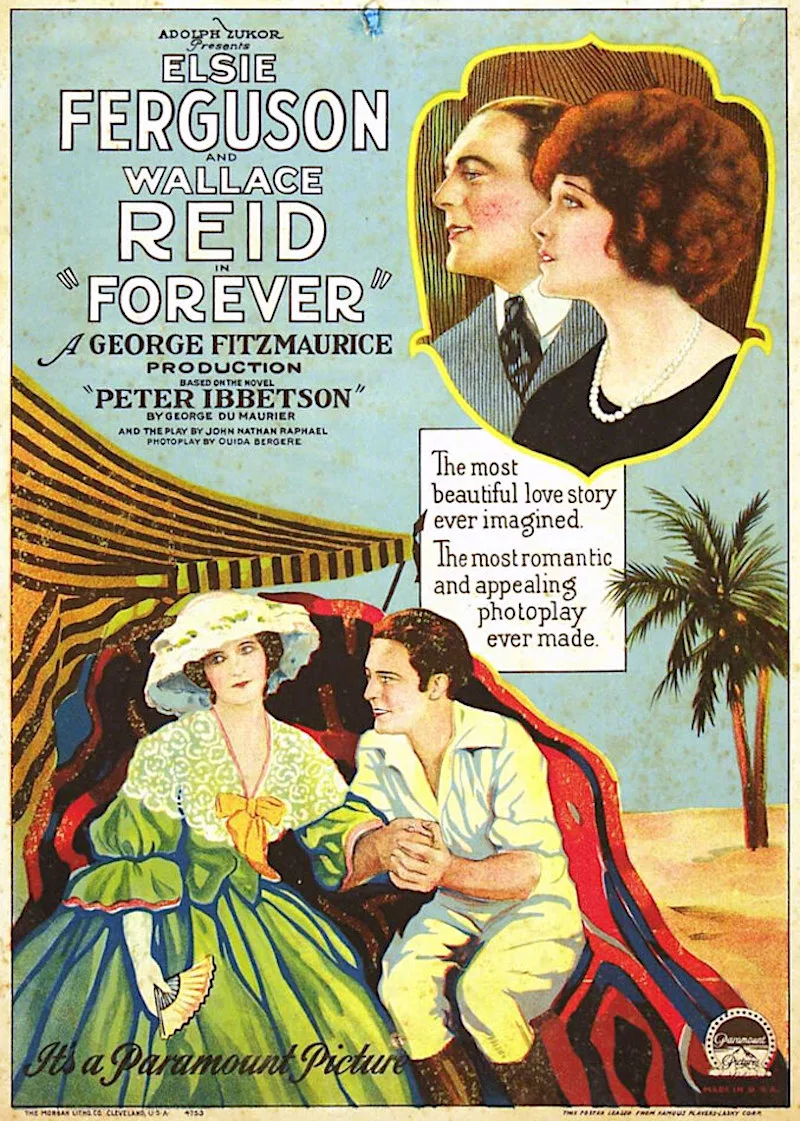 ADOLPH ZUKOR
Presents
ELSIE
FERGUSON
AND
WALLACE
REID
IN
"FOREVER"
A GEORGE FITZMAURICE
PRODUCTION
BASED ON THE NOVEL
"PETER IBBETSON"
BY GEORGE DU MAURIER
AND THE PLAY BY JOHN NATHAN RAPHAEL
PHOTOPLAY BY OUIDA BERGERE
The most
beautiful love story
ever imagined.
The most romantic
and appealing
photoplay
ever made.
It's a Paramount Picture
Paramount
Pictures
MADE IN U.S.A.
THE MORGAN LITHO. CO. CLEVELAND, U.S.A. 4753
THIS POSTER LEASED FROM FAMOUS PLAYERS-LASKY CORP.